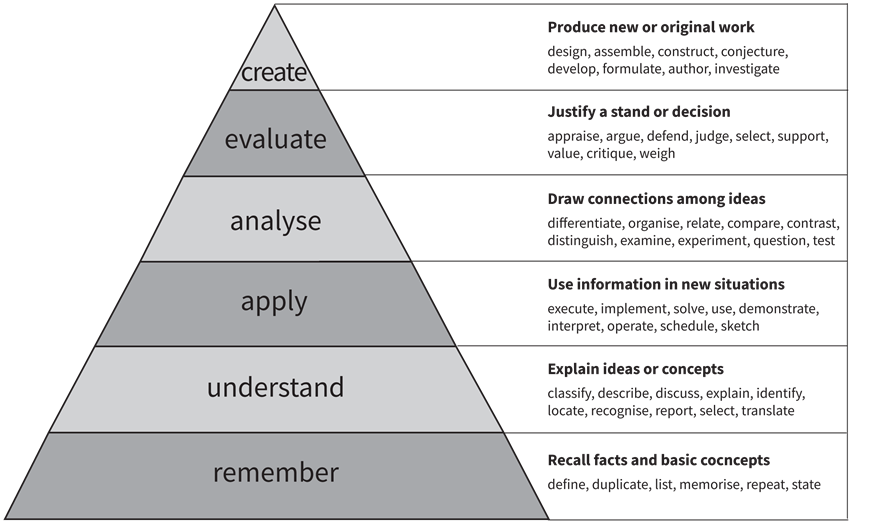 create
Produce new or original work
design, assemble, construct, conjecture,
develop, formulate, author, investigate
evaluate
Justify a stand or decision
appraise, argue, defend, judge, select, support,
value, critique, weigh
analyse
Draw connections among ideas
differentiate, organise, relate, compare, contrast,
distinguish, examine, experiment, question, test
apply
Use information in new situations
execute, implement, solve, use, demonstrate,
interpret, operate, schedule, sketch
understand
Explain ideas or concepts
classify, describe, discuss, explain, identify,
locate, recognise, report, select, translate
remember
Recall facts and basic cocncepts
define, duplicate, list, memorise, repeat, state